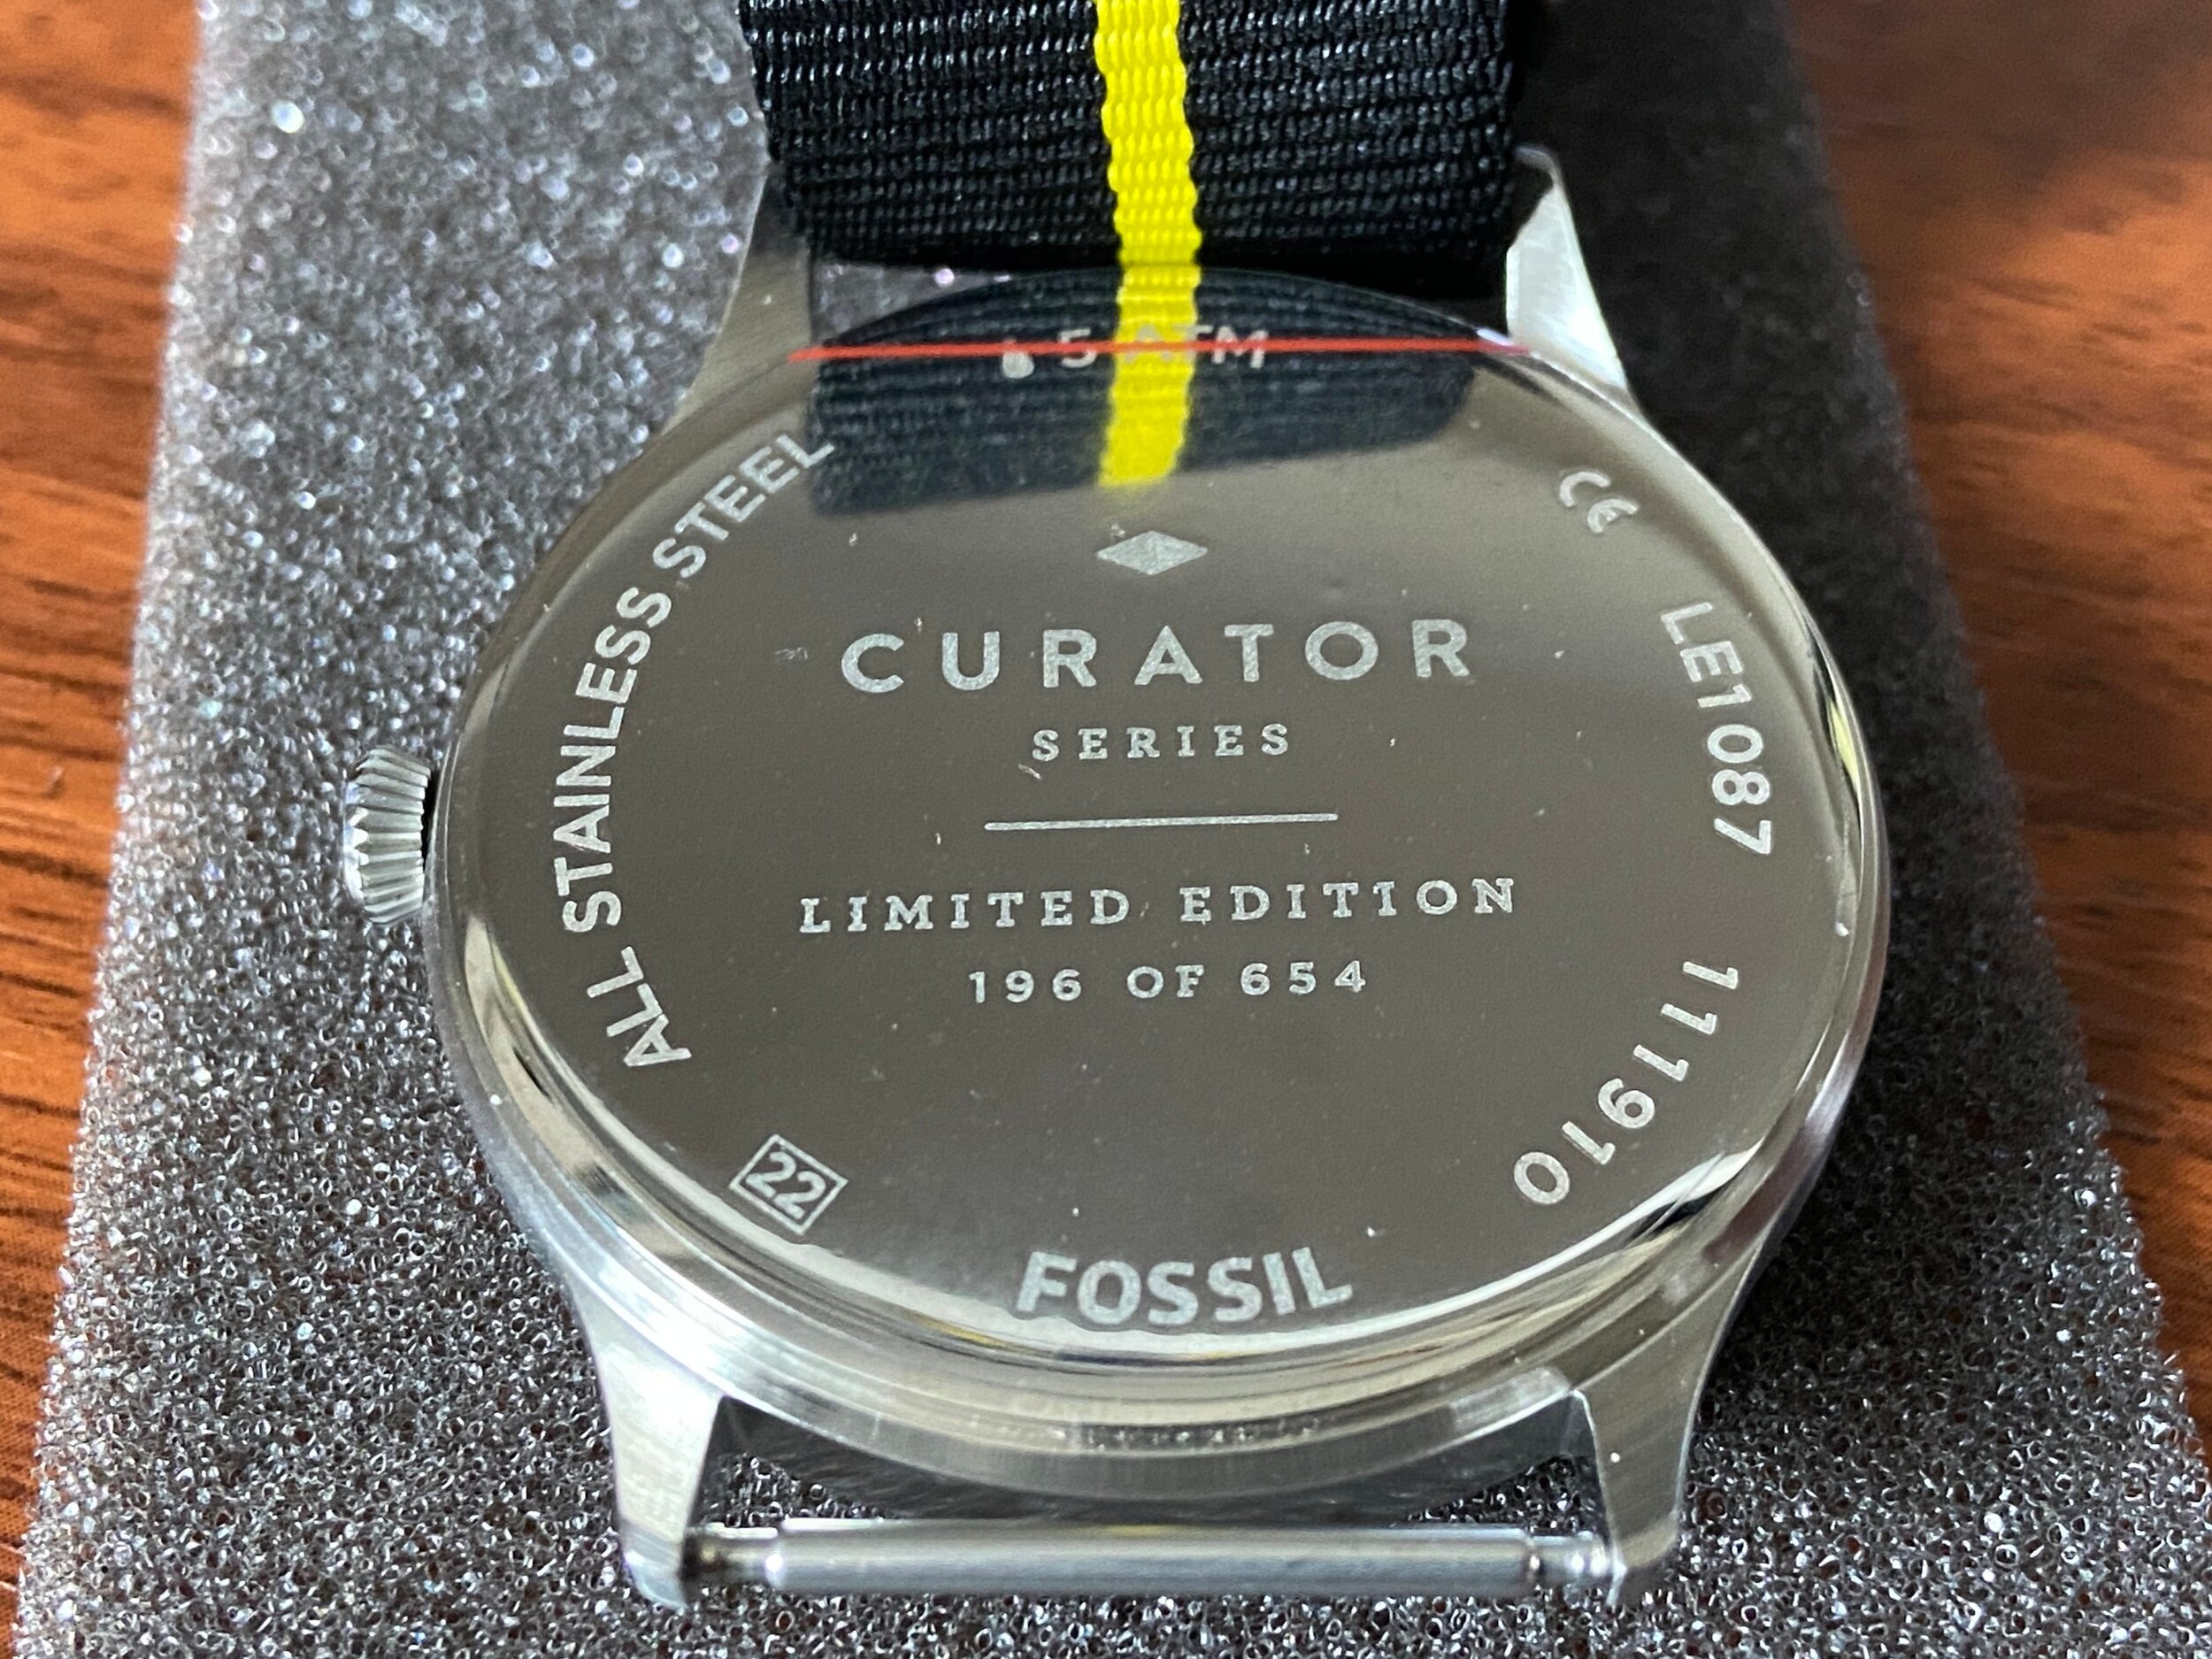 5 ATM
CE
ALL STAINLESS STEEL
CURATOR
SERIES
LIMITED EDITION
196 OF 654
LE1087
111910
22
FOSSIL